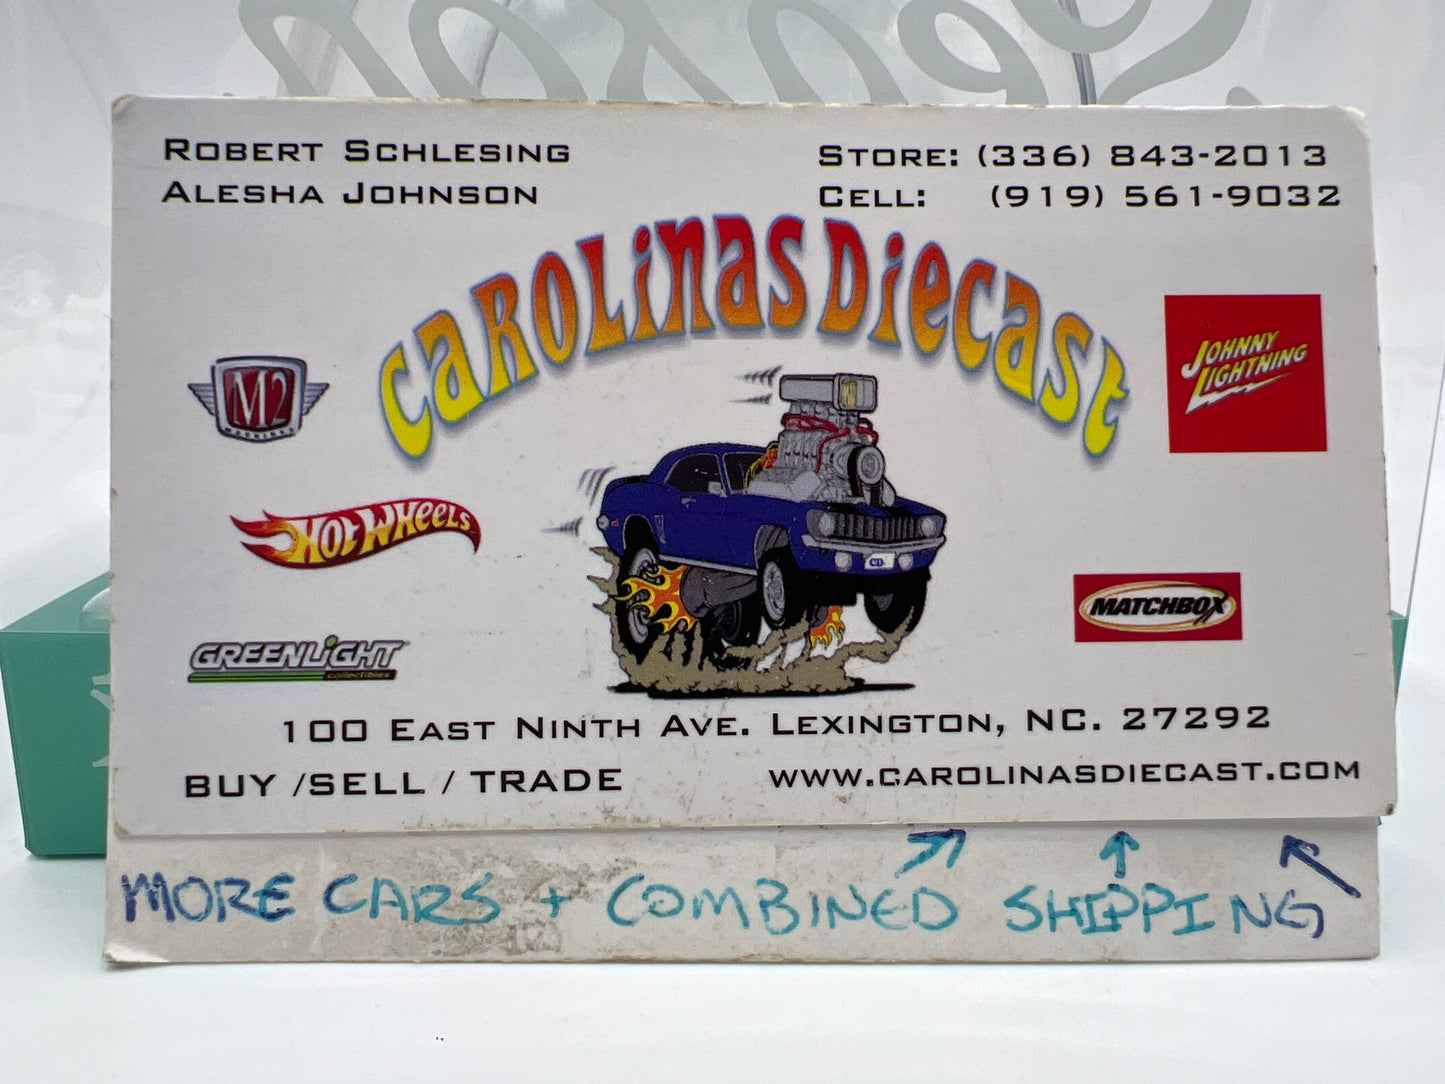 ROBERT SCHLESING
ALESHA JOHNSON
STORE: (336) 843-2013
CELL: (919) 561-9032
CAROLINAS DIECAST
M2
MACHINES
JOHNNY
LIGHTNING
HOT WHEELS
MATCHBOX
GREENLIGHT
collectibles
100 EAST NINTH AVE. LEXINGTON, NC. 27292
BUY /SELL / TRADE
WWW.CAROLINASDIECAST.COM
MORE CARS + COMBINED SHIPPING